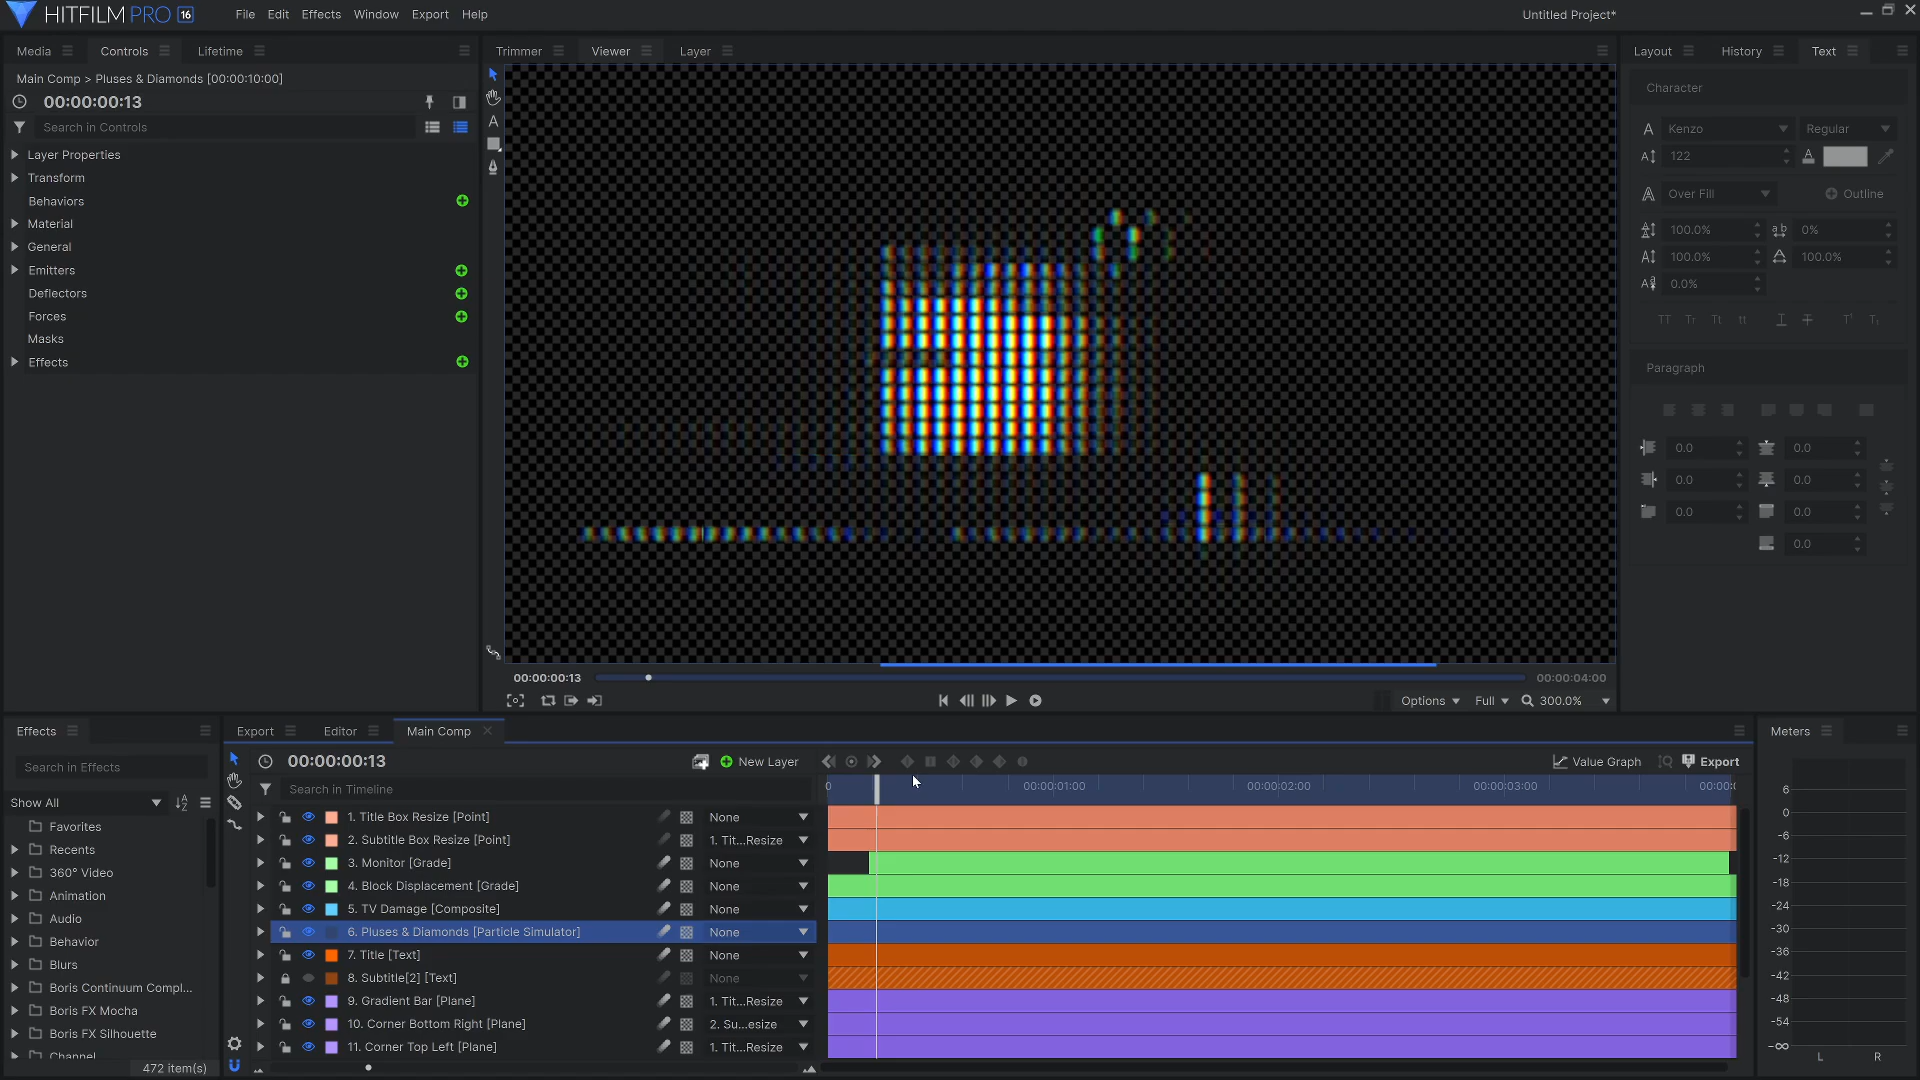 HITFILM PRO 16
File Edit Effects Window Export Help
Untitled Project*
Media Controls Lifetime
Main Comp > Pluses & Diamonds [00:00:10:00]
00:00:00:13
Search in Controls
Layer Properties
Transform
Behaviors
Material
General
Emitters
Deflectors
Forces
Masks
Effects
Trimmer Viewer Layer
00:00:00:13
00:00:04:00
Options Full 300.0%
Layout History Text
Character
Kenzo Regular
122
Over Fill Outline
100.0% 0%
100.0% 100.0%
0.0%
Paragraph
0.0 0.0
0.0 0.0
0.0 0.0
0.0
Effects
Search in Effects
Show All
Favorites
Recents
360° Video
Animation
Audio
Behavior
Blurs
Boris Continuum Compl...
Boris FX Mocha
Boris FX Silhouette
Channel
472 item(s)
Export Editor Main Comp
00:00:00:13 New Layer
Value Graph Export
Search in Timeline
0 00:00:01:00 00:00:02:00 00:00:03:00 00:00:(
1. Title Box Resize [Point] None
2. Subtitle Box Resize [Point] 1. Tit...Resize
3. Monitor [Grade] None
4. Block Displacement [Grade] None
5. TV Damage [Composite] None
6. Pluses & Diamonds [Particle Simulator] None
7. Title [Text] None
8. Subtitle[2] [Text] None
9. Gradient Bar [Plane] 1. Tit...Resize
10. Corner Bottom Right [Plane] 2. Su...esize
11. Corner Top Left [Plane] 1. Tit...Resize
Meters
6
0
-6
-12
-18
-24
-30
-36
-42
-48
-54
-∞
L R